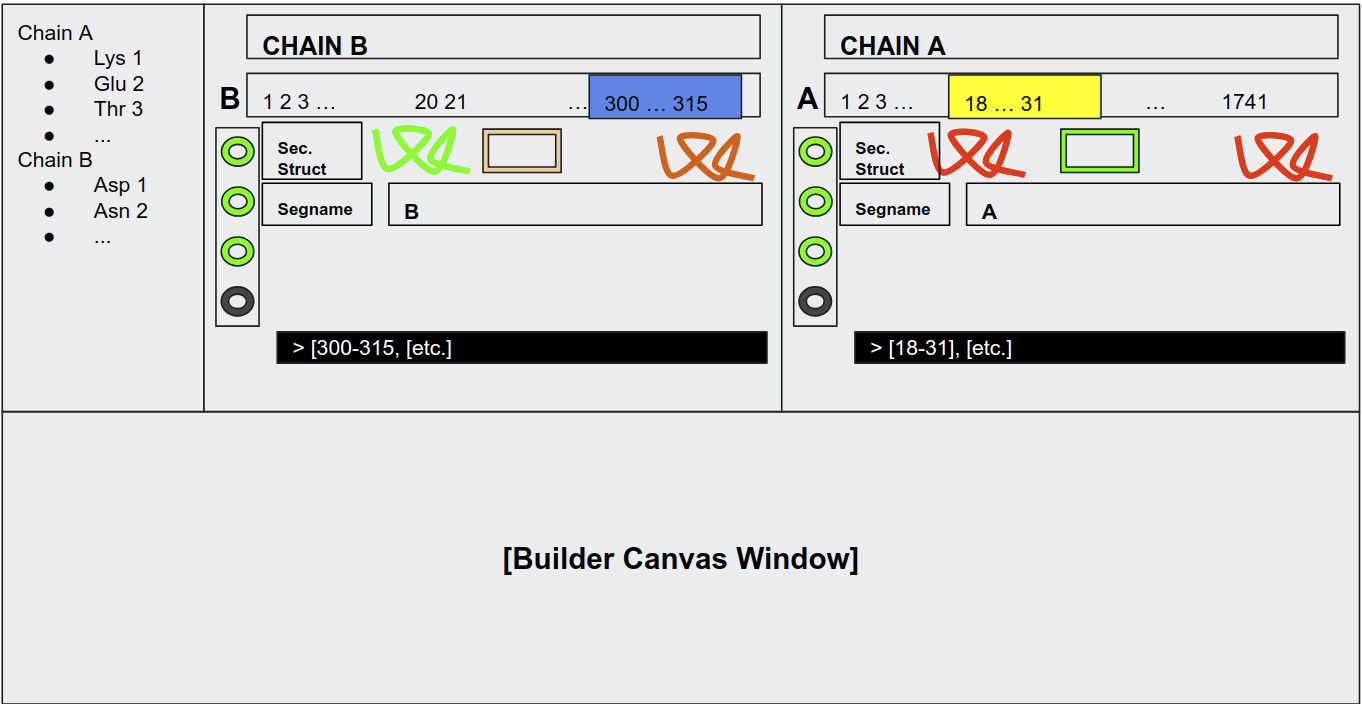 Chain A
● Lys 1
● Glu 2
● Thr 3
● ...
Chain B
● Asp 1
● Asn 2
● ...
CHAIN B
B
1 2 3 ... 20 21 ... 300 ... 315
Sec.
Struct
Segname
B
> [300-315, [etc.]
CHAIN A
A
1 2 3 ... 18 ... 31 ... 1741
Sec.
Struct
Segname
A
> [18-31], [etc.]
[Builder Canvas Window]